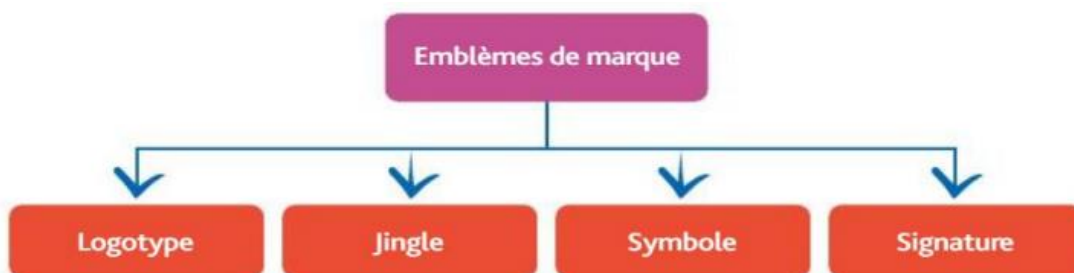 Emblèmes de marque
Logotype
Jingle
Symbole
Signature